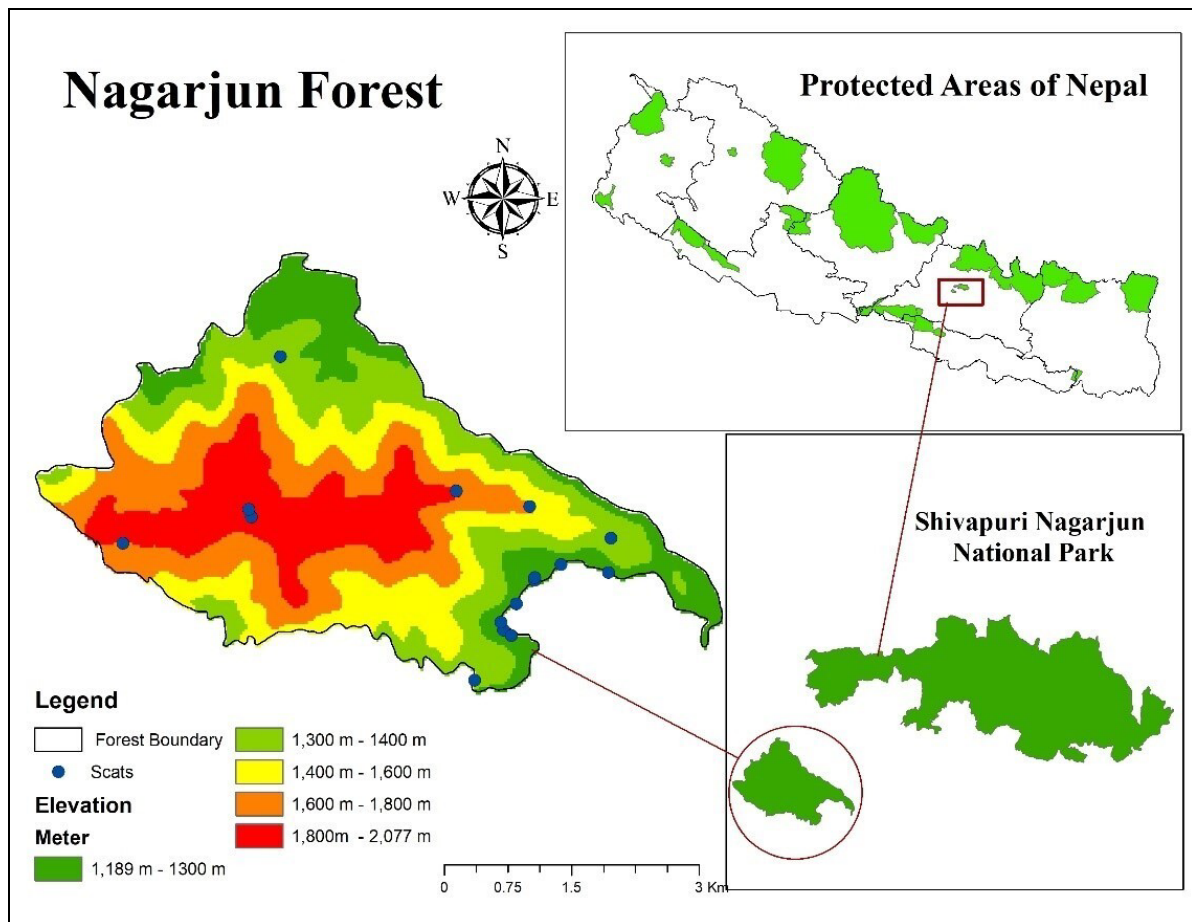 Nagarjun Forest
N
W
E
S
Protected Areas of Nepal
Shivapuri Nagarjun
National Park
Legend
Forest Boundary
Scats
Elevation
Meter
1,189 m - 1300 m
1,300 m - 1400 m
1,400 m - 1,600 m
1,600 m - 1,800 m
1,800m - 2,077 m
0 0.75 1.5 3 Km